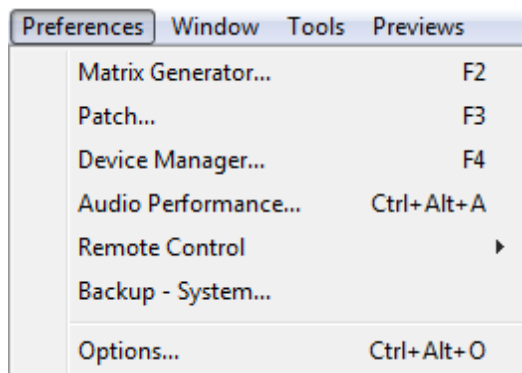 Preferences Window Tools Previews
Matrix Generator... F2
Patch... F3
Device Manager... F4
Audio Performance... Ctrl+Alt+A
Remote Control
Backup - System...
Options... Ctrl+Alt+O